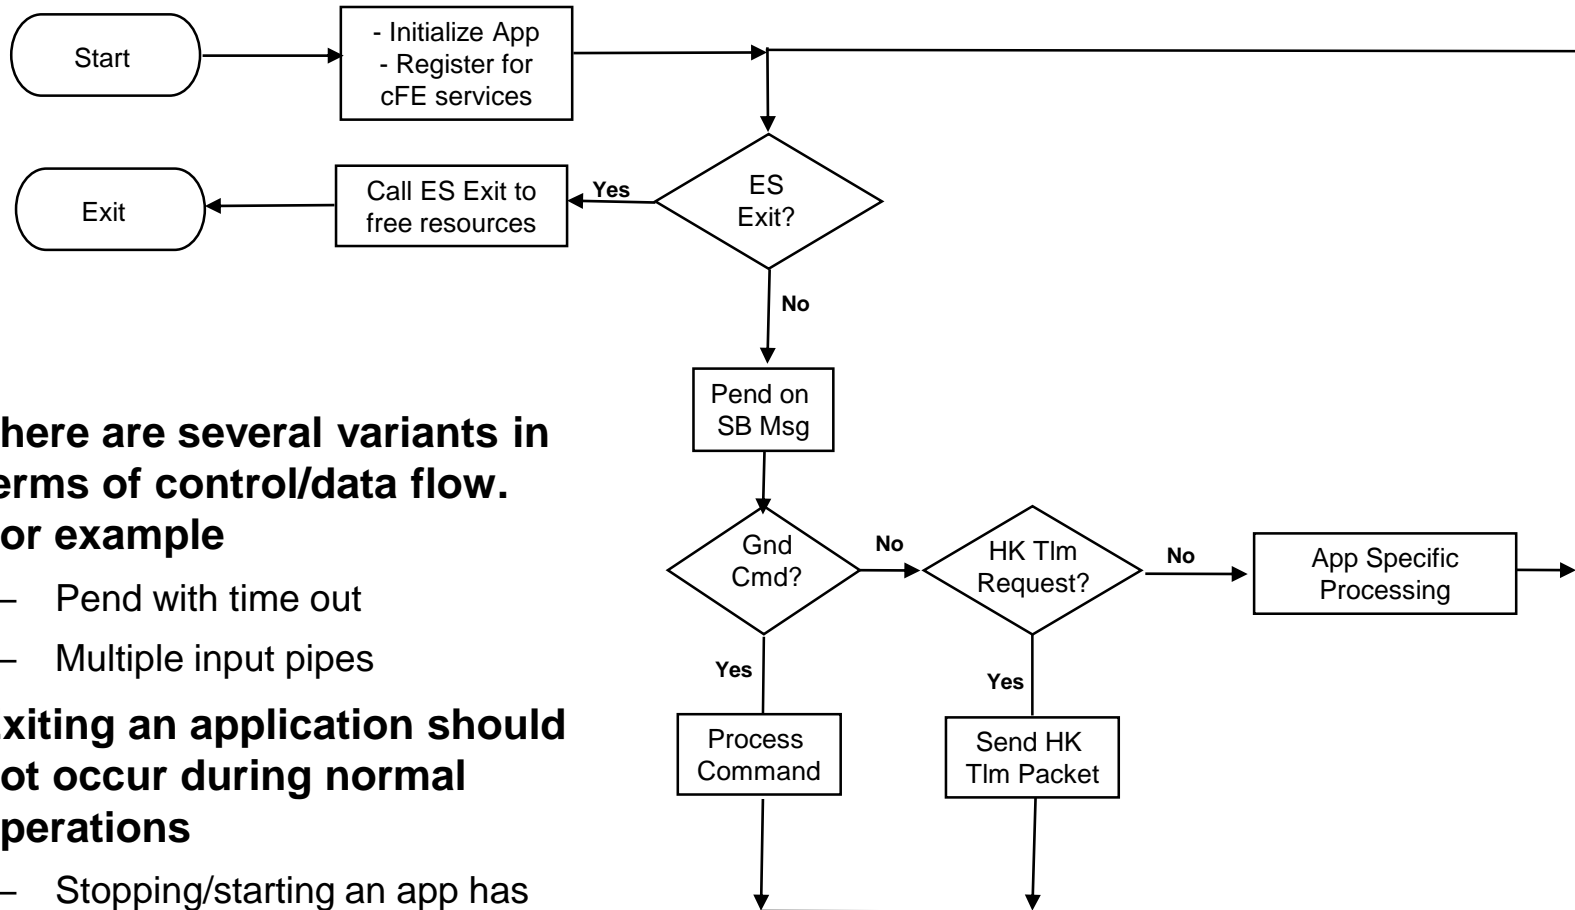 Start
- Initialize App
- Register for
cFE services
Exit
Call ES Exit to
free resources
Yes
ES
Exit?
No
Pend on
SB Msg
Gnd
Cmd?
No
HK Tlm
Request?
No
App Specific
Processing
Yes
Yes
Process
Command
Send HK
Tlm Packet
here are several variants in
erms of control/data flow.
or example
– Pend with time out
– Multiple input pipes
xiting an application should
ot occur during normal
perations
– Stopping/starting an app has